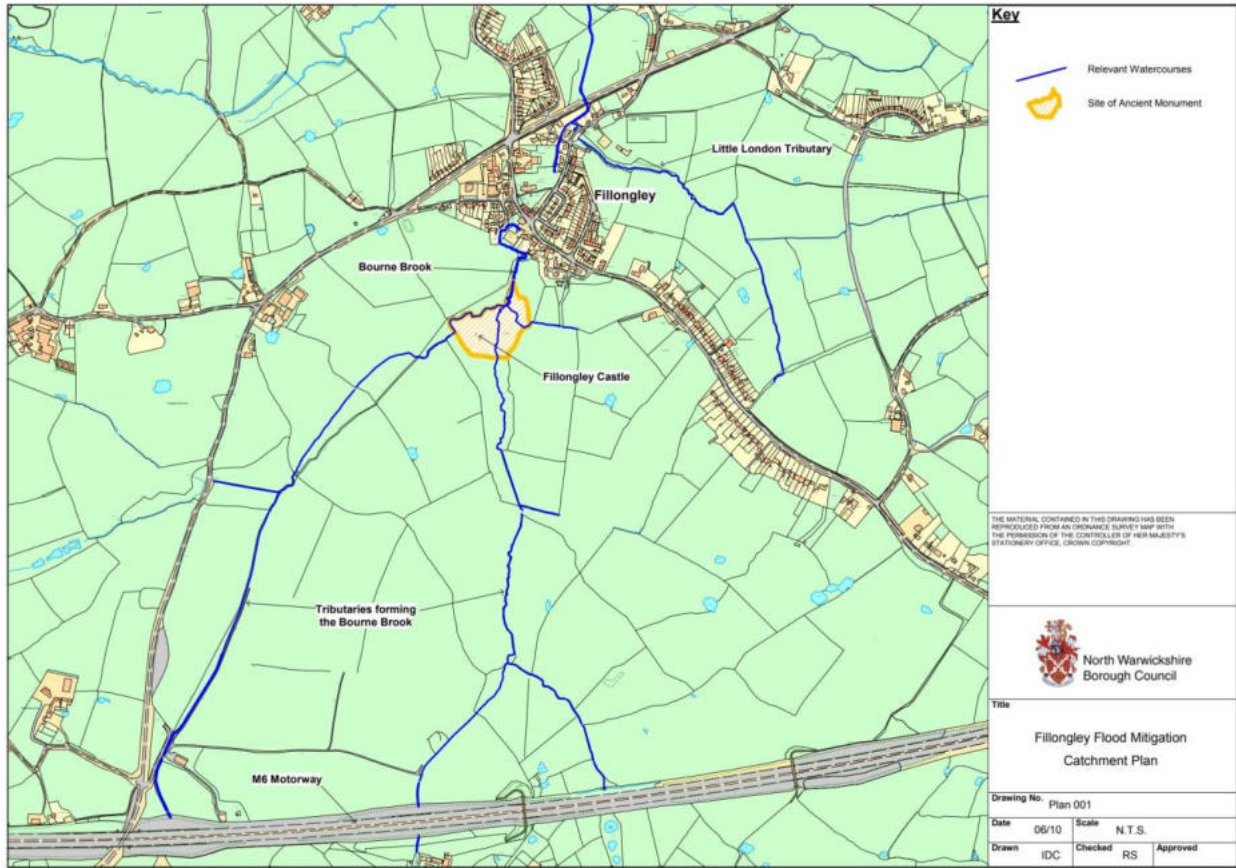 Little London Tributary
Fillongley
Bourne Brook
Fillongley Castle
Tributaries forming
the Bourne Brook
M6 Motorway
Key
Relevant Watercourses
Site of Ancient Monument
THE MATERIAL CONTAINED IN THIS DRAWING HAS BEEN
REPRODUCED FROM AN ORDNANCE SURVEY MAP WITH
THE PERMISSION OF THE CONTROLLER OF HER MAJESTY'S
STATIONERY OFFICE, CROWN COPYRIGHT.
North Warwickshire
Borough Council
Title
Fillongley Flood Mitigation
Catchment Plan
Drawing No. Plan 001
Date 06/10 Scale N.T.S.
Drawn IDC Checked RS Approved